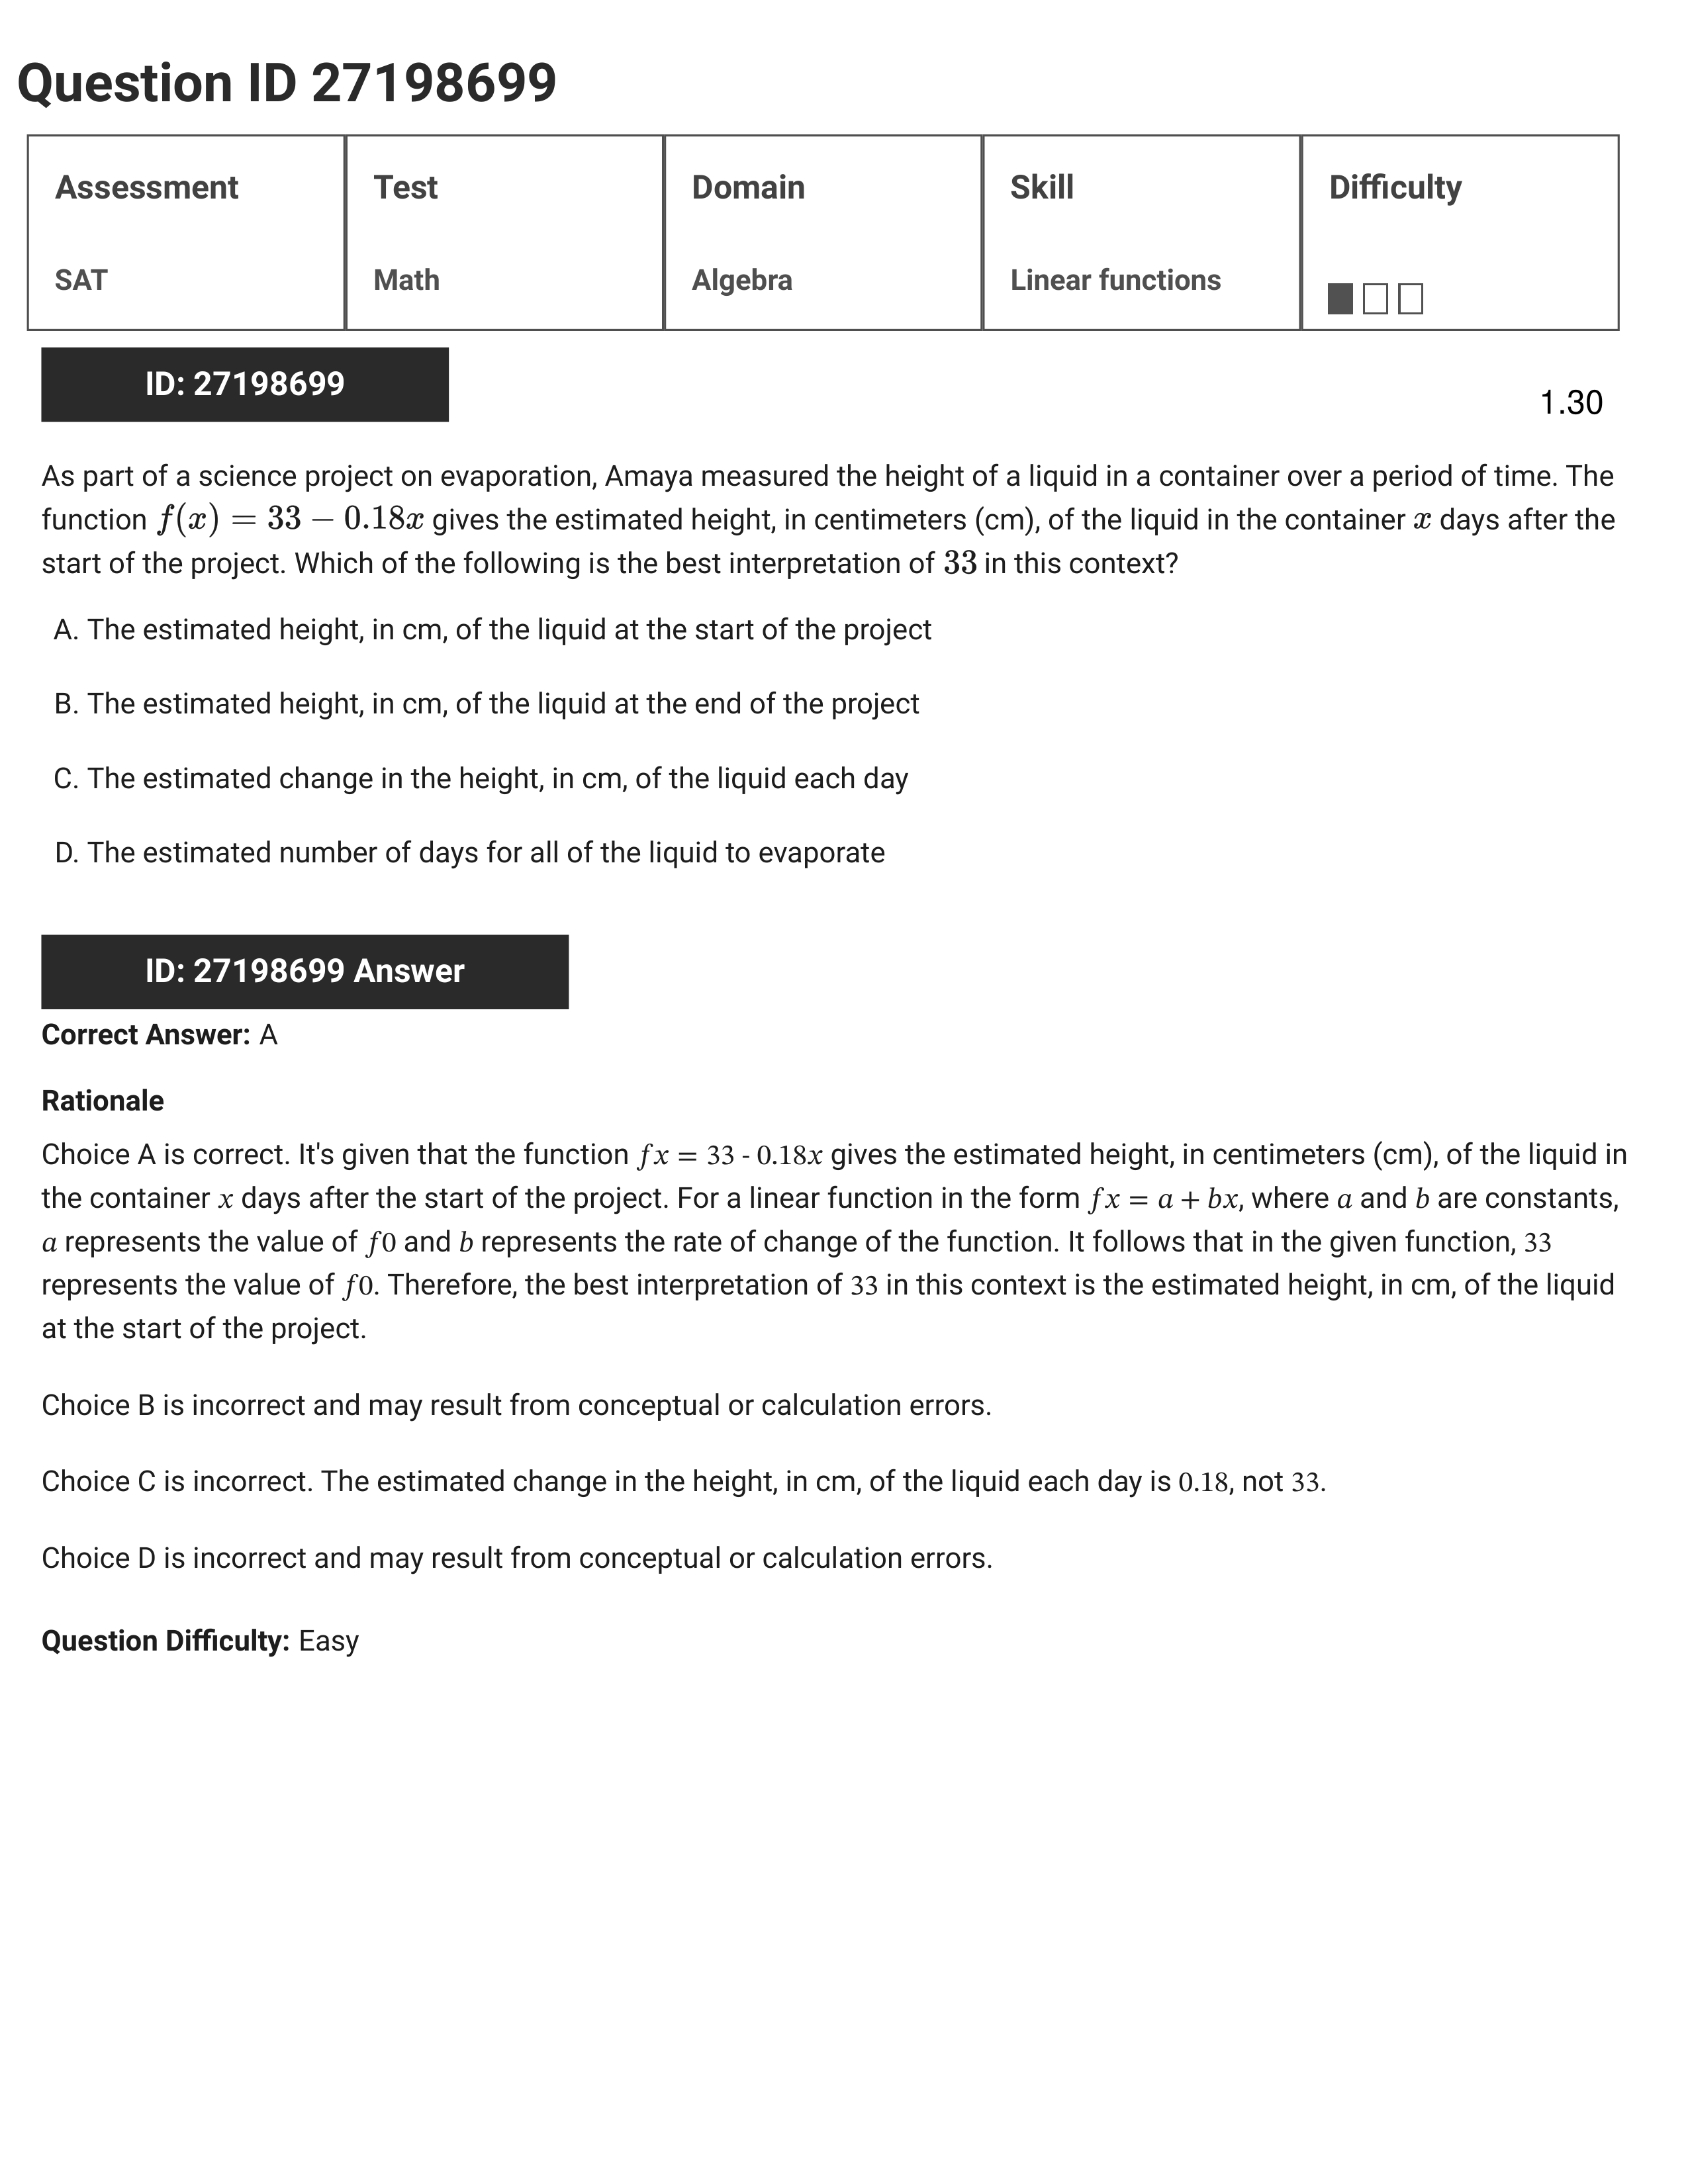 Question ID 27198699
Assessment Test Domain Skill Difficulty
SAT Math Algebra Linear functions
ID: 27198699
1.30
As part of a science project on evaporation, Amaya measured the height of a liquid in a container over a period of time. The
function f(x) = 33 − 0.18x gives the estimated height, in centimeters (cm), of the liquid in the container x days after the
start of the project. Which of the following is the best interpretation of 33 in this context?
A. The estimated height, in cm, of the liquid at the start of the project
B. The estimated height, in cm, of the liquid at the end of the project
C. The estimated change in the height, in cm, of the liquid each day
D. The estimated number of days for all of the liquid to evaporate
ID: 27198699 Answer
Correct Answer: A
Rationale
Choice A is correct. It's given that the function fx = 33 - 0.18x gives the estimated height, in centimeters (cm), of the liquid in
the container x days after the start of the project. For a linear function in the form fx = a + bx, where a and b are constants,
a represents the value of f0 and b represents the rate of change of the function. It follows that in the given function, 33
represents the value of f0. Therefore, the best interpretation of 33 in this context is the estimated height, in cm, of the liquid
at the start of the project.
Choice B is incorrect and may result from conceptual or calculation errors.
Choice C is incorrect. The estimated change in the height, in cm, of the liquid each day is 0.18, not 33.
Choice D is incorrect and may result from conceptual or calculation errors.
Question Difficulty: Easy